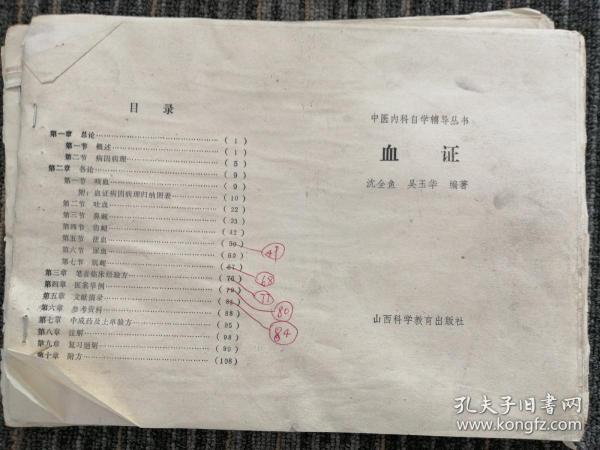 目 录
第一章 总论……(1)
第一节 概述……(1)
第二节 病因病理……(5)
第二章 各论……(9)
第一节 咳血……(9)
附:血证病因病理归纳图表……(10)
第二节 吐血……(22)
第三节 鼻衄……(23)
第四节 齿衄……(42)
第五节 便血……
第六节 尿血……
第七节 肌衄……
第三章 笔者临床经验方……(76)
第四章 医案举例……
第五章 文献摘录……
第六章 参考资料……(88)
第七章 中成药及土单验方……(95)
第八章 注解……(98)
第九章 复习题解……(99)
第十章 附方……(108)
49
68
77
80
84
中医内科自学辅导丛书
血 证
沈全鱼 吴玉华 编著
山西科学教育出版社
孔夫子旧书网
www.kongfz.com